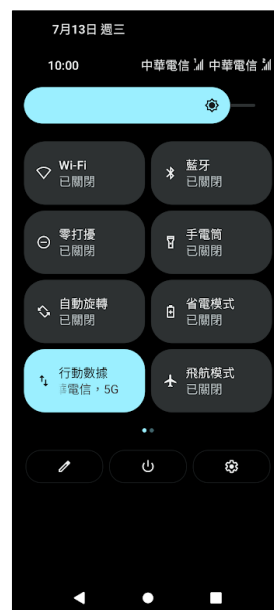 7月13日 週三
10:00 中華電信 中華電信
Wi-Fi
已關閉
藍牙
已關閉
零打擾
已關閉
手電筒
已關閉
自動旋轉
已關閉
省電模式
已關閉
行動數據
電信，5G
飛航模式
已關閉